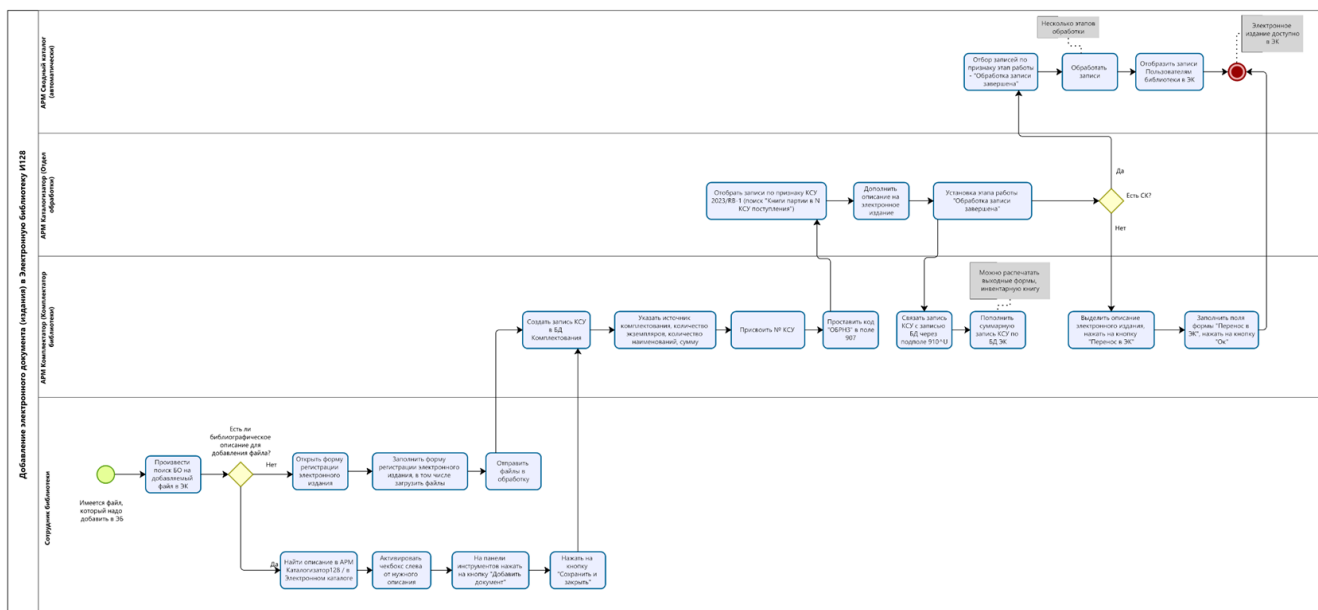 Добавление электронного документа (издания) в Электронную библиотеку И128
АРМ Сводный каталог
(автоматически)
Отбор записей по
признаку этап работы
- "Обработка записи
завершена"
Несколько этапов
обработки
Обработать
записи
Отобразить записи
Пользователям
библиотеки в ЭК
Электронное
издание доступно
в ЭК
АРМ Каталогизатор (Отдел
обработки)
Отобрать записи по признаку КСУ
2023/RB-1 (поиск "Книги партии в N
КСУ поступления")
Дополнить
описание на
электронное
издание
Установка этапа работы
"Обработка записи
завершена"
Да
Есть СК?
Нет
АРМ Комплектатор (Комплектатор
библиотеки)
Создать запись КСУ
в БД
Комплектования
Указать источник
комплектования, количество
экземпляров, количество
наименований, сумму
Присвоить № КСУ
Проставить код
"ОБРНЗ" в поле
907
Связать запись
КСУ с записью
БД через
подполе 910^U
Можно распечатать
выходные формы,
инвентарную книгу
Пополнить
суммарную
запись КСУ по
БД ЭК
Выделить описание
электронного издания,
нажать на кнопку
"Перенос в ЭК"
Заполнить поля
формы "Перенос в
ЭК", нажать на кнопку
"Ок"
Сотрудник библиотеки
Имеется файл,
который надо
добавить в ЭБ
Произвести
поиск БО на
добавляемый
файл в ЭК
Есть ли
библиографическое
описание для
добавления файла?
Нет
Открыть форму
регистрации
электронного
издания
Заполнить форму
регистрации электронного
издания, в том числе
загрузить файлы
Отправить
файлы в
обработку
Да
Найти описание в АРМ
Каталогизатор128 / в
Электронном каталоге
Активировать
чекбокс слева
от нужного
описания
На панели
инструментов нажать
на кнопку "Добавить
документ"
Нажать на
кнопку
"Сохранить и
закрыть"